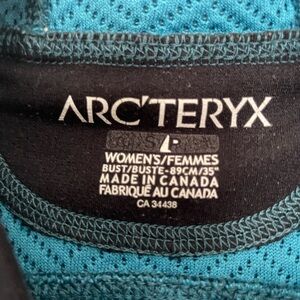 ARC'TERYX
S
WOMEN'S/FEMMES
BUST/BUSTE-89CM/35"
MADE IN CANADA
FABRIQUÉ AU CANADA
CA 34438